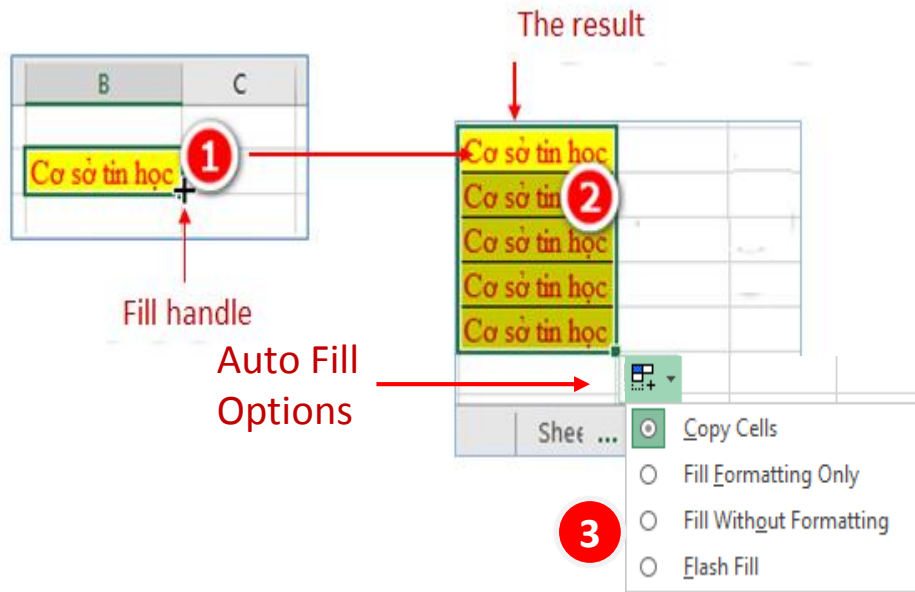 The result
B C
1
Cơ sở tin học
Fill handle
Cơ sở tin học
Cơ sở tin
2
Cơ sở tin học
Cơ sở tin học
Cơ sở tin học
Auto Fill
Options
Shee ...
Copy Cells
Fill Formatting Only
3
Fill Without Formatting
Flash Fill